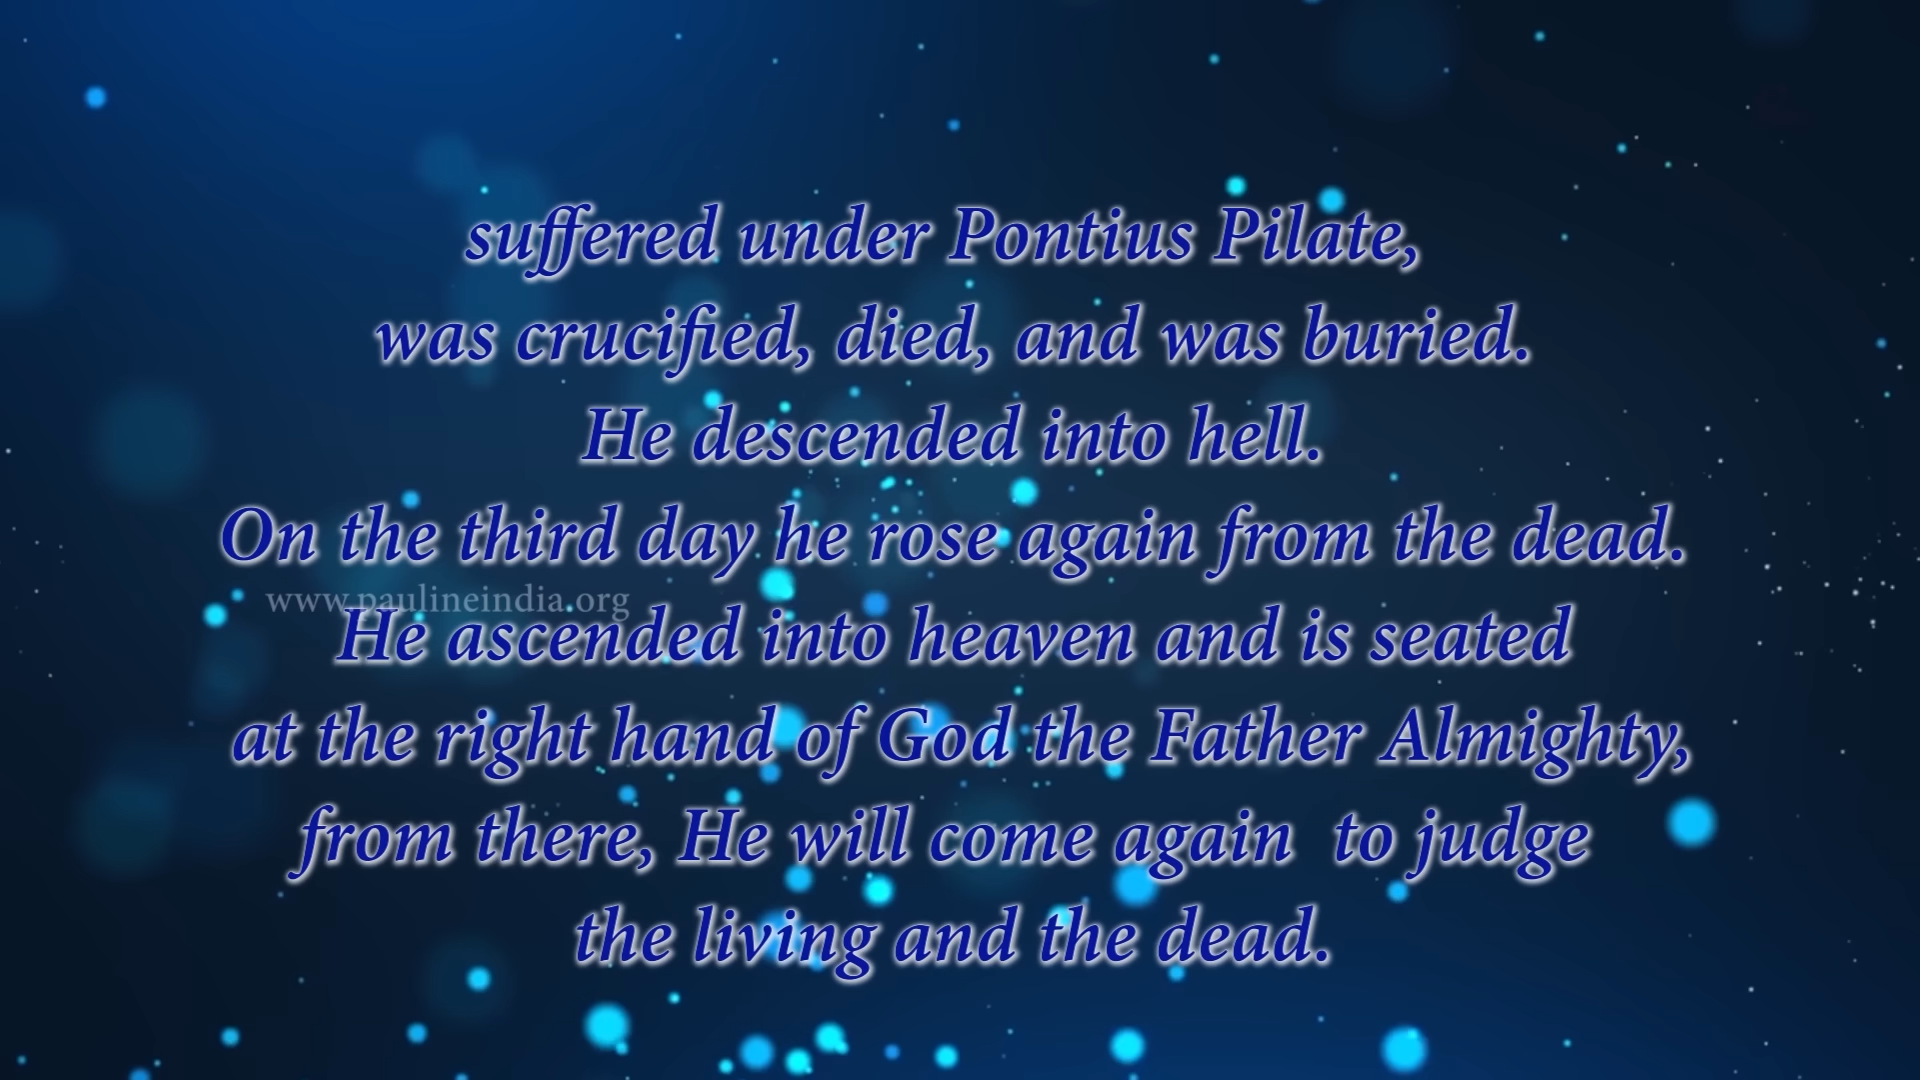 suffered under Pontius Pilate,
was crucified, died, and was buried.
He descended into hell.
On the third day he rose again from the dead.
www.paulineindia.org
He ascended into heaven and is seated
at the right hand of God the Father Almighty,
from there, He will come again to judge
the living and the dead.